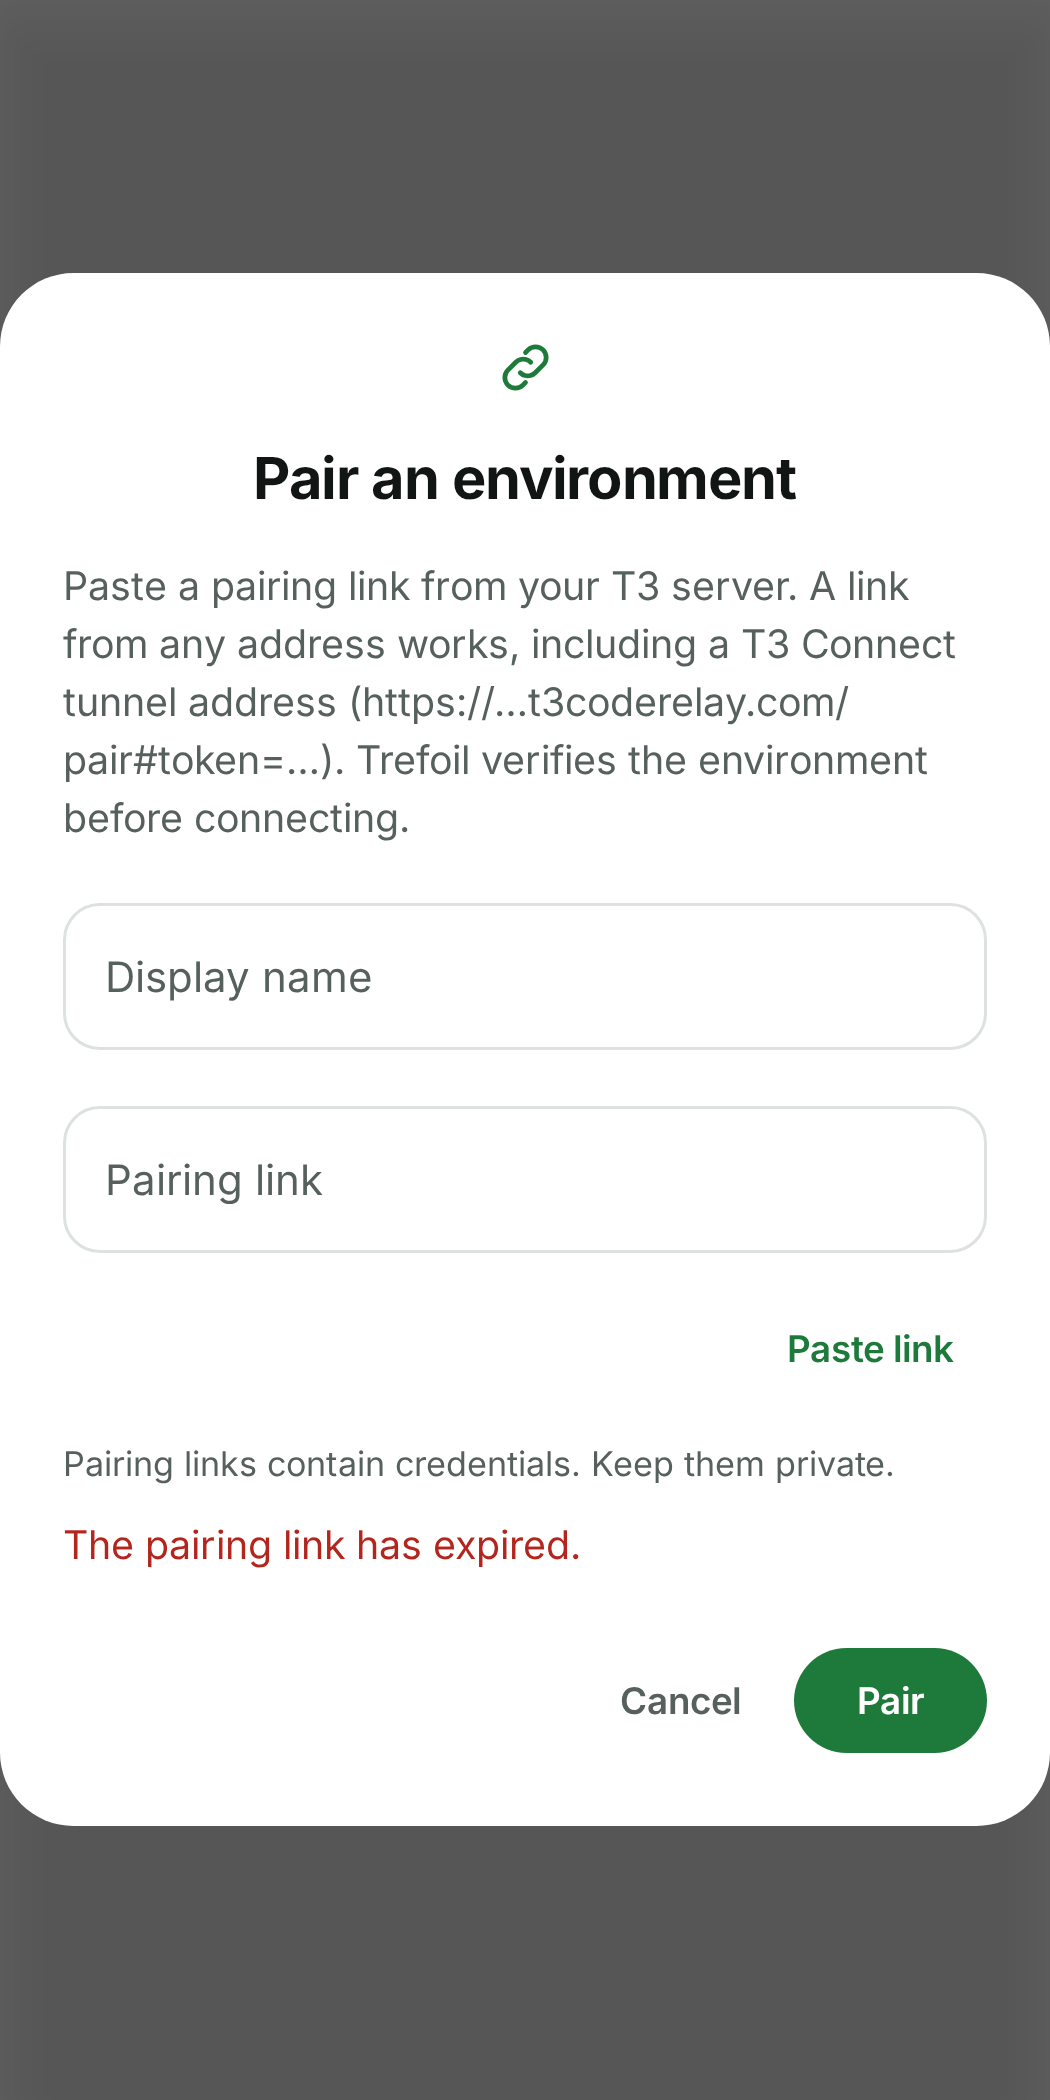 Pair an environment
Paste a pairing link from your T3 server. A link
from any address works, including a T3 Connect
tunnel address (https://...t3coderelay.com/
pair#token=...). Trefoil verifies the environment
before connecting.
Display name
Pairing link
Paste link
Pairing links contain credentials. Keep them private.
The pairing link has expired.
Cancel
Pair